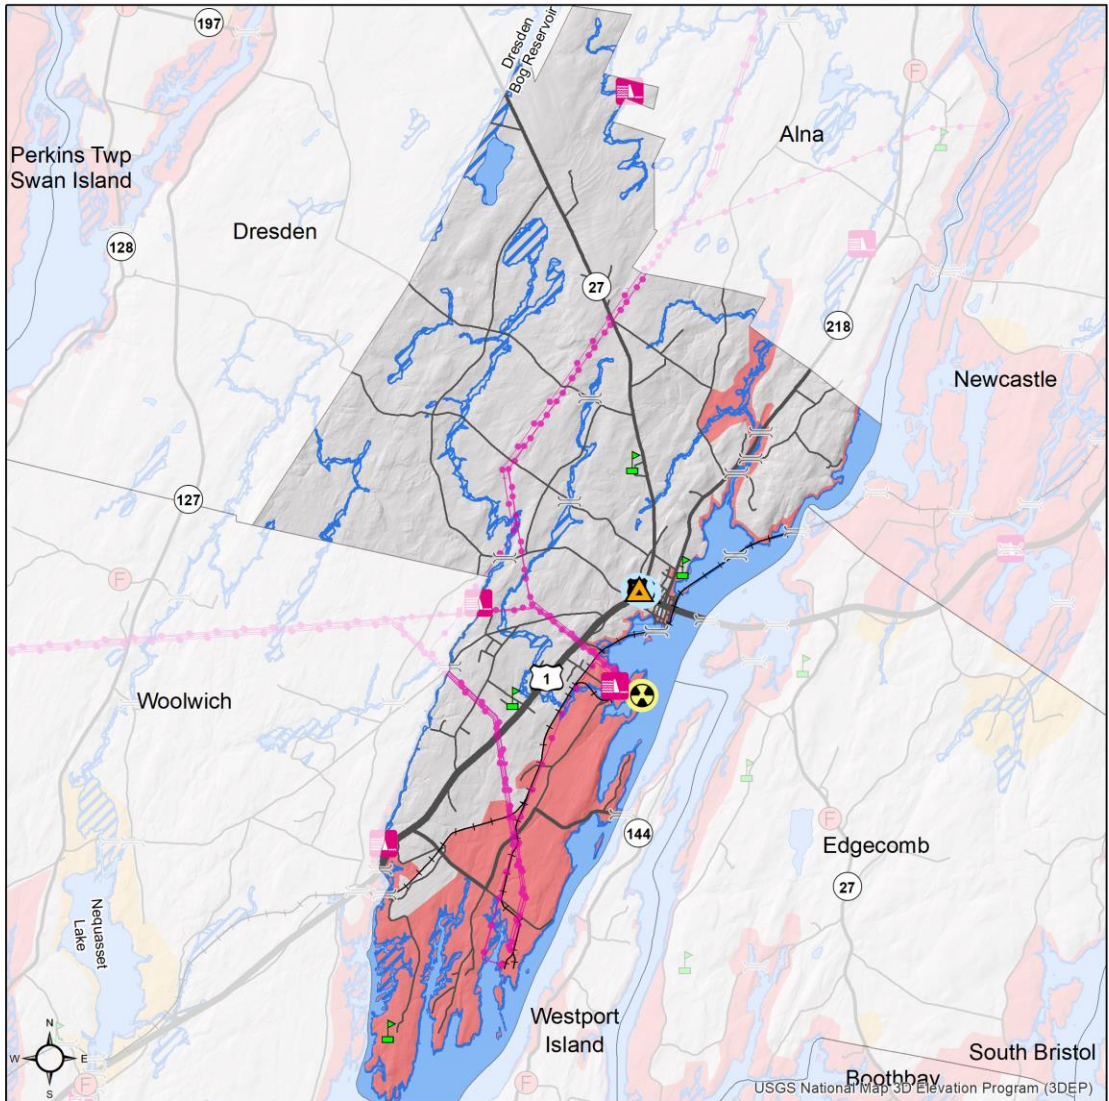 197
Dresden
Bog Reservoir
Alna
Perkins Twp
Swan Island
Dresden
128
27
218
Newcastle
127
F
F
F
1
Woolwich
144
F
Edgecomb
27
Nequasset
Lake
Westport
Island
N
W
E
S
South Bristol
Boothbay
F
F
USGS National Map 3D Elevation Program (3DEP)